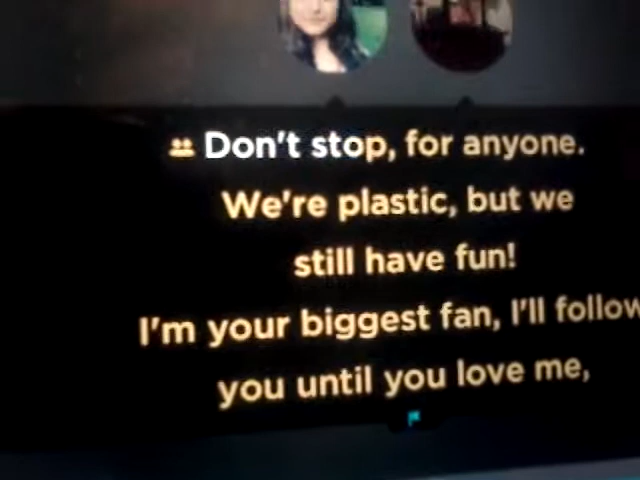 Don't stop, for anyone.
We're plastic, but we
still have fun!
I'm your biggest fan, I'll follow
you until you love me,